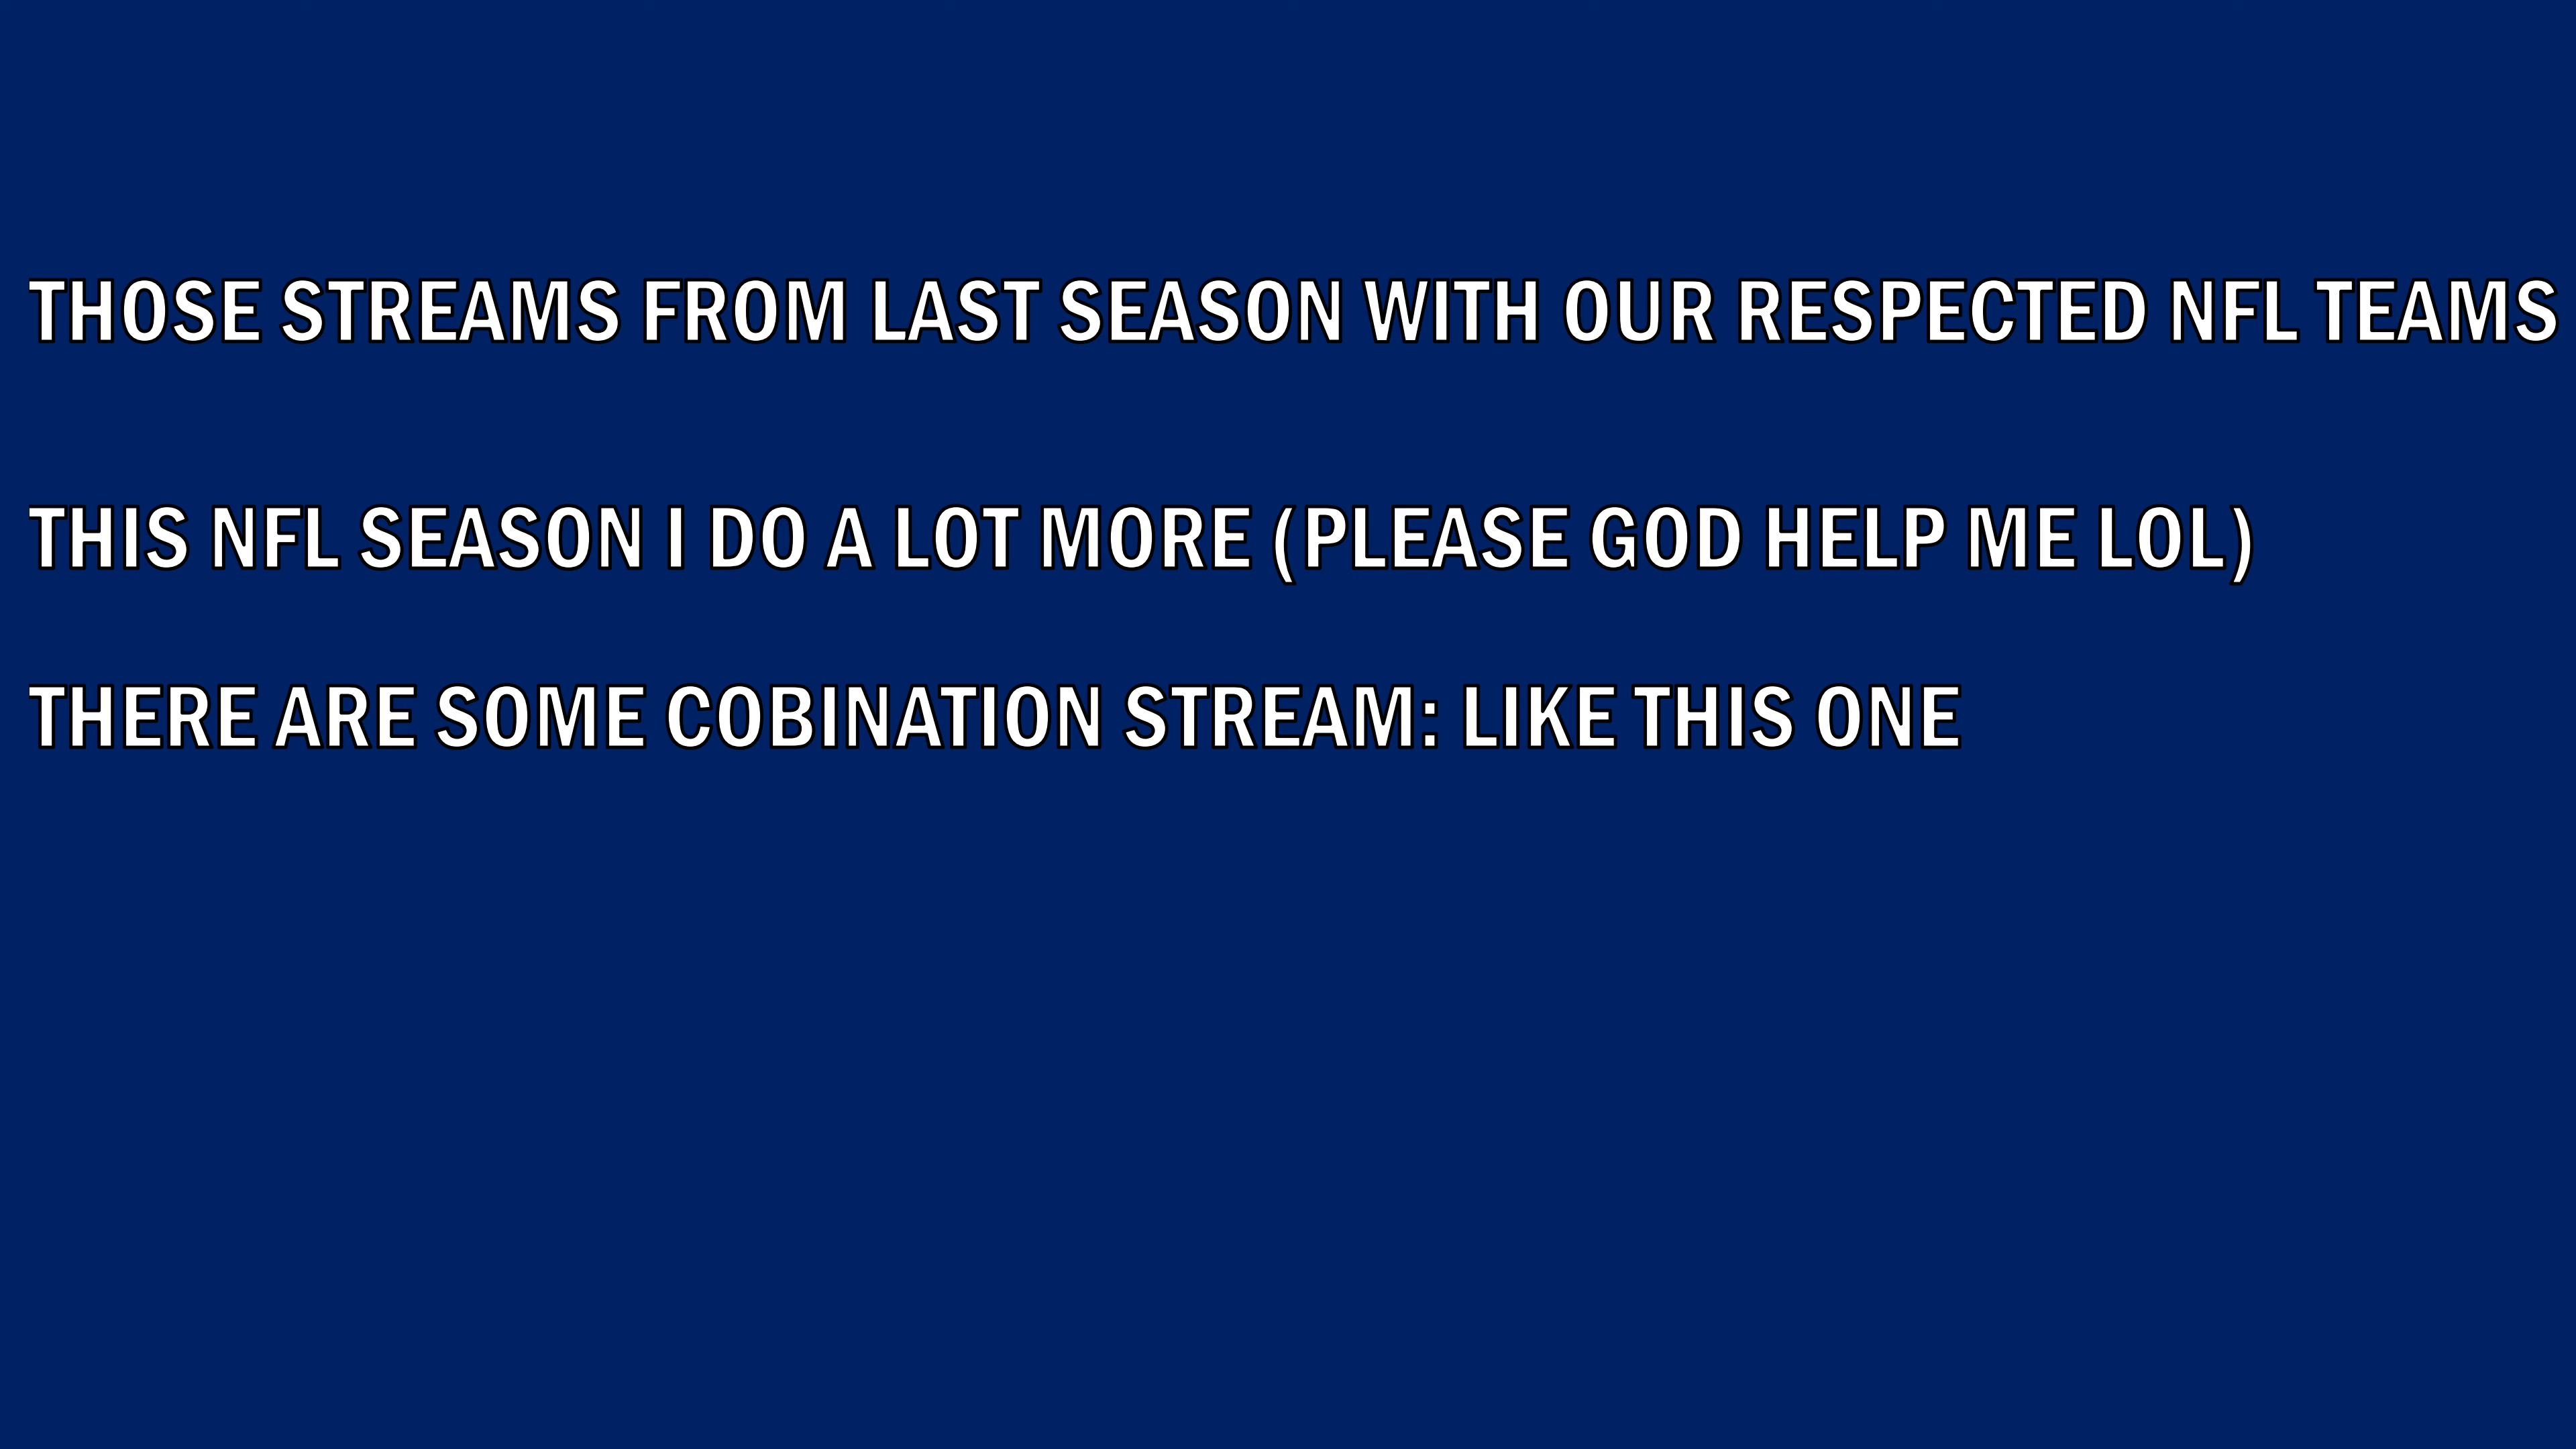 THOSE STREAMS FROM LAST SEASON WITH OUR RESPECTED NFL TEAMS
THIS NFL SEASON I DO A LOT MORE (PLEASE GOD HELP ME LOL)
THERE ARE SOME COBINATION STREAM: LIKE THIS ONE